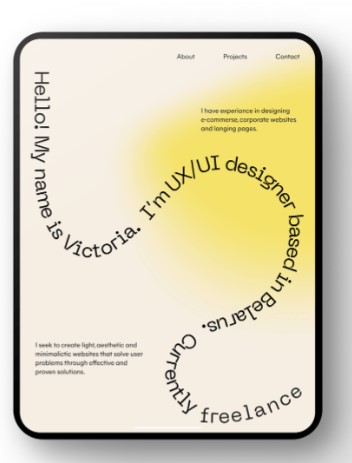 About Projects Contact
I have experiance in designing
e-commerse, corporate websites
and langing pages.
Hello! My name is Victoria. I'm UX/UI designer based in Belarus. Currently freelance
I seek to create light, aesthetic and
minimalistic websites that solve user
problems through effective and
proven solutions.